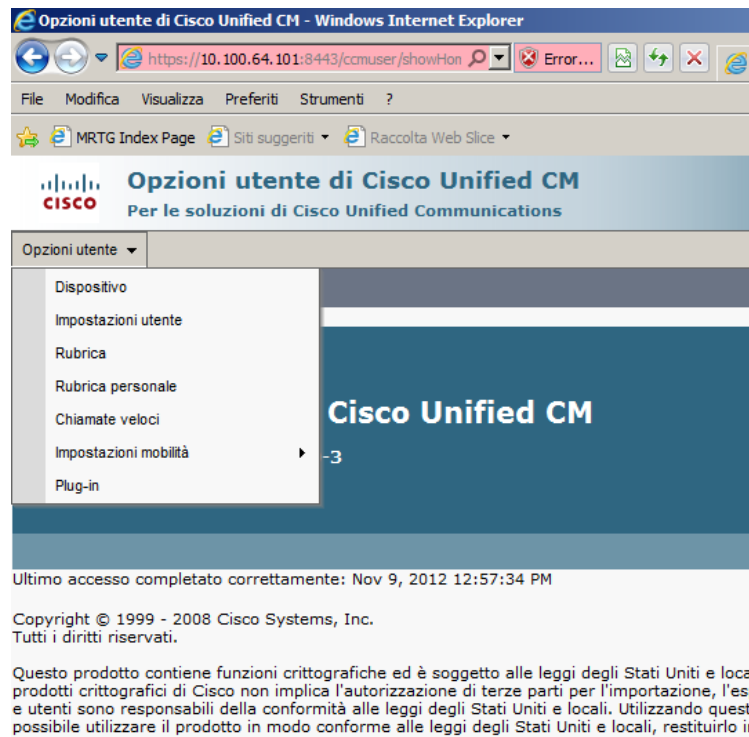 Opzioni utente di Cisco Unified CM - Windows Internet Explorer
https://10.100.64.101:8443/ccmuser/showHon Error...
File Modifica Visualizza Preferiti Strumenti ?
MRTG Index Page Siti suggeriti Raccolta Web Slice
CISCO
Opzioni utente di Cisco Unified CM
Per le soluzioni di Cisco Unified Communications
Opzioni utente
Dispositivo
Impostazioni utente
Rubrica
Rubrica personale
Chiamate veloci
Impostazioni mobilità
Plug-in
Cisco Unified CM
-3
Ultimo accesso completato correttamente: Nov 9, 2012 12:57:34 PM
Copyright © 1999 - 2008 Cisco Systems, Inc.
Tutti i diritti riservati.
Questo prodotto contiene funzioni crittografiche ed è soggetto alle leggi degli Stati Uniti e loca
prodotti crittografici di Cisco non implica l'autorizzazione di terze parti per l'importazione, l'es
e utenti sono responsabili della conformità alle leggi degli Stati Uniti e locali. Utilizzando quest
possibile utilizzare il prodotto in modo conforme alle leggi degli Stati Uniti e locali, restituirlo i